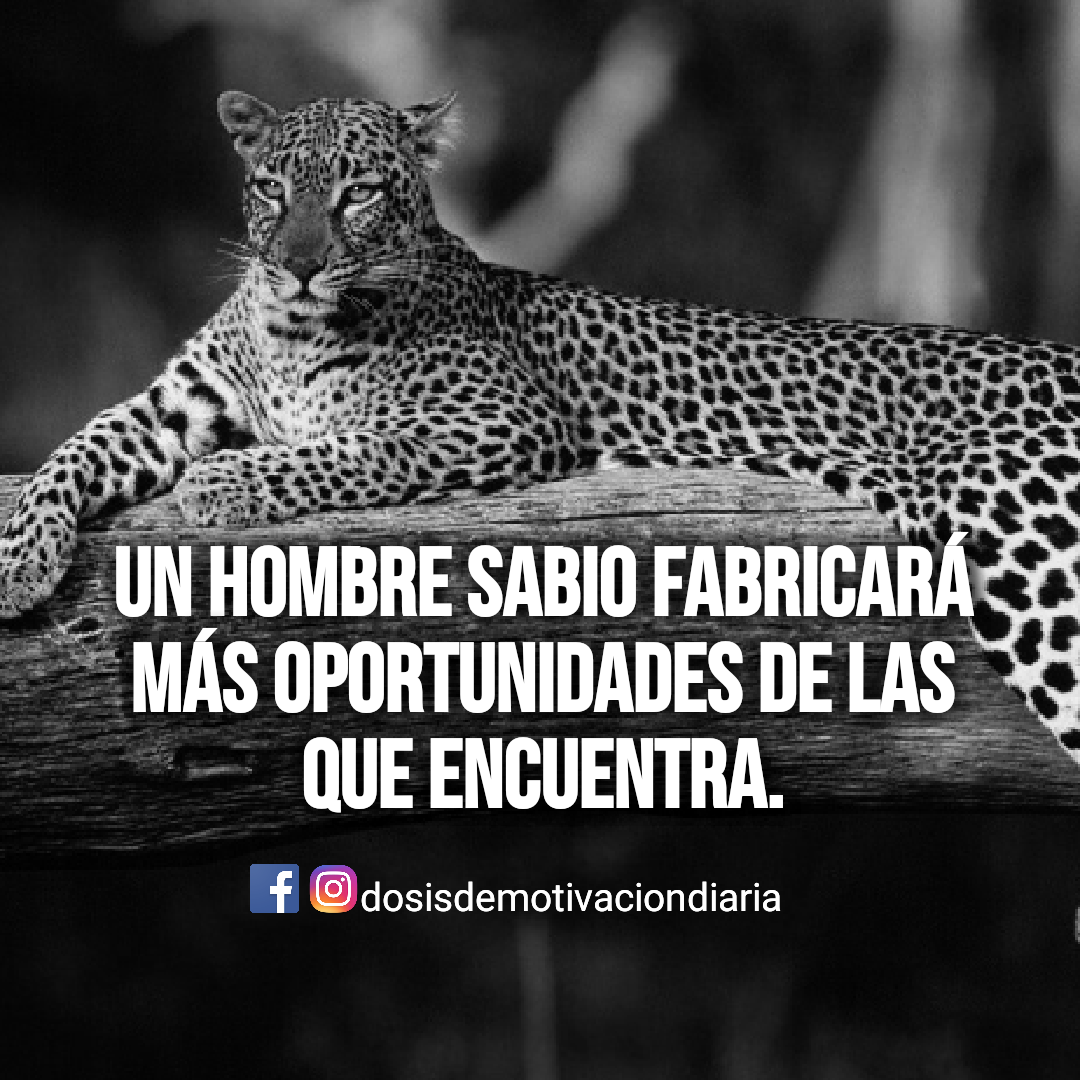 UN HOMBRE SABIO FABRICARÁ
MÁS OPORTUNIDADES DE LAS
QUE ENCUENTRA.
dosisdemotivaciondiaria